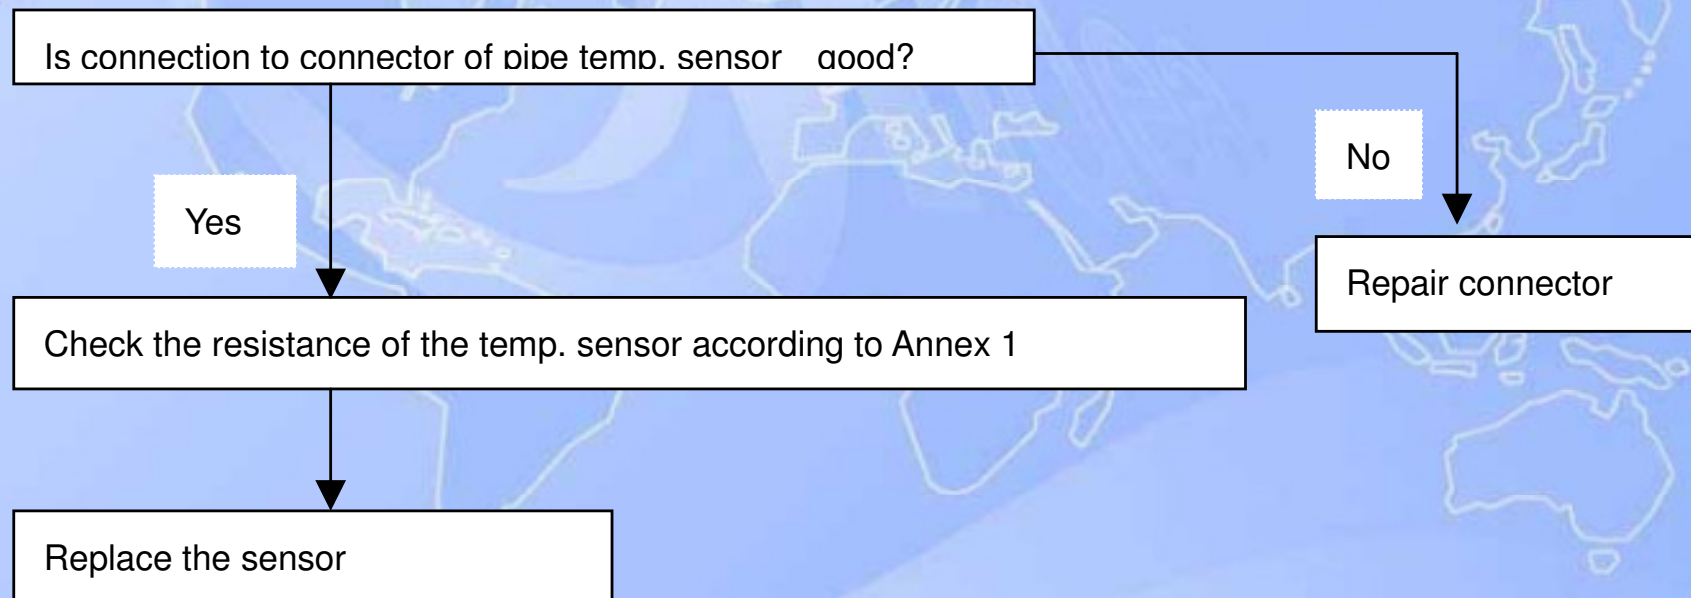 Is connection to connector of pipe temp. sensor good?
No
Yes
Repair connector
Check the resistance of the temp. sensor according to Annex 1
Replace the sensor